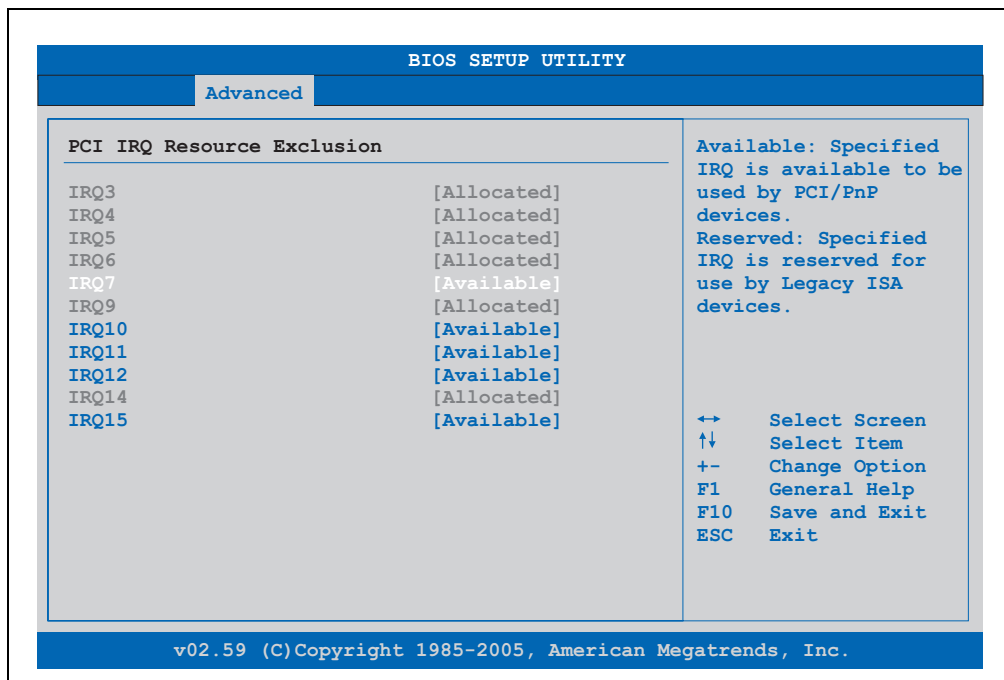 BIOS SETUP UTILITY
Advanced
PCI IRQ Resource Exclusion
IRQ3 [Allocated]
IRQ4 [Allocated]
IRQ5 [Allocated]
IRQ6 [Allocated]
IRQ7 [Available]
IRQ9 [Allocated]
IRQ10 [Available]
IRQ11 [Available]
IRQ12 [Available]
IRQ14 [Allocated]
IRQ15 [Available]
Available: Specified
IRQ is available to be
used by PCI/PnP
devices.
Reserved: Specified
IRQ is reserved for
use by Legacy ISA
devices.
↔ Select Screen
↑↓ Select Item
+- Change Option
F1 General Help
F10 Save and Exit
ESC Exit
v02.59 (C)Copyright 1985-2005, American Megatrends, Inc.